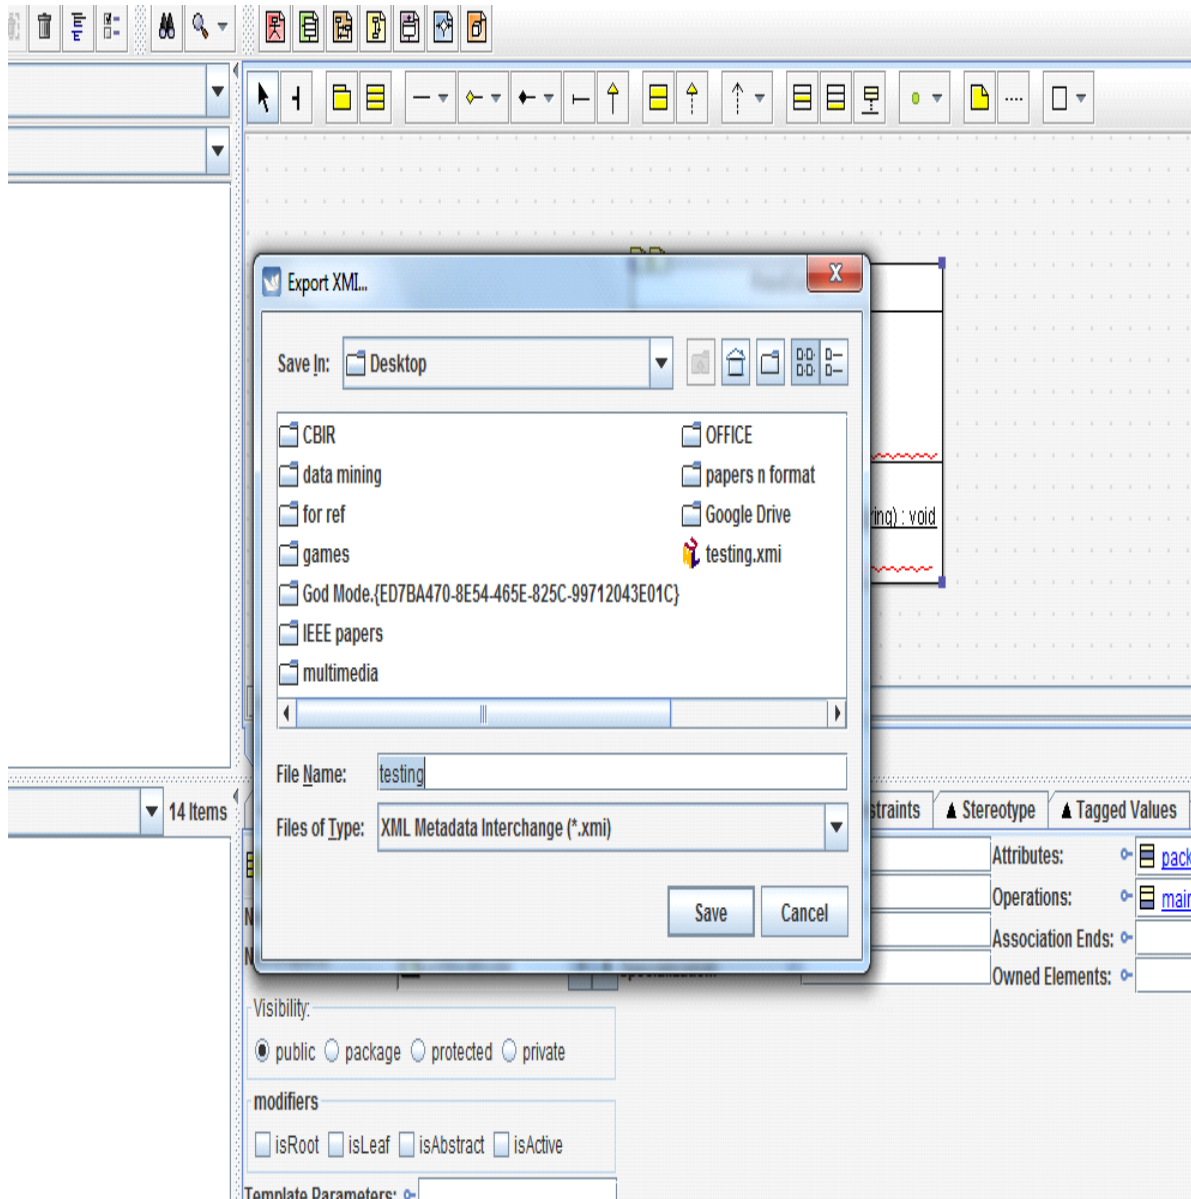 Export XMI...
Save In: Desktop
CBIR
data mining
for ref
games
God Mode.{ED7BA470-8E54-465E-825C-99712043E01C}
IEEE papers
multimedia
OFFICE
papers n format
Google Drive
testing.xmi
File Name: testing
Files of Type: XML Metadata Interchange (*.xmi)
Save Cancel
ring) : void
14 Items
straints Stereotype Tagged Values
Attributes: pack
Operations: main
Association Ends:
Owned Elements:
Visibility:
public package protected private
modifiers
isRoot isLeaf isAbstract isActive
Template Parameters: